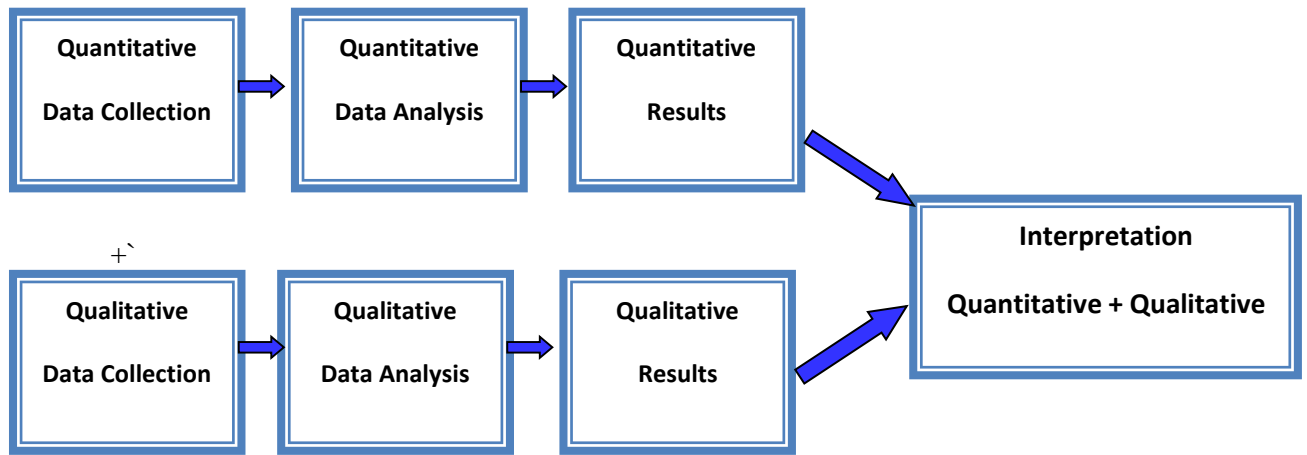 Quantitative
Data Collection
Quantitative
Data Analysis
Quantitative
Results
+`
Qualitative
Data Collection
Qualitative
Data Analysis
Qualitative
Results
Interpretation
Quantitative + Qualitative